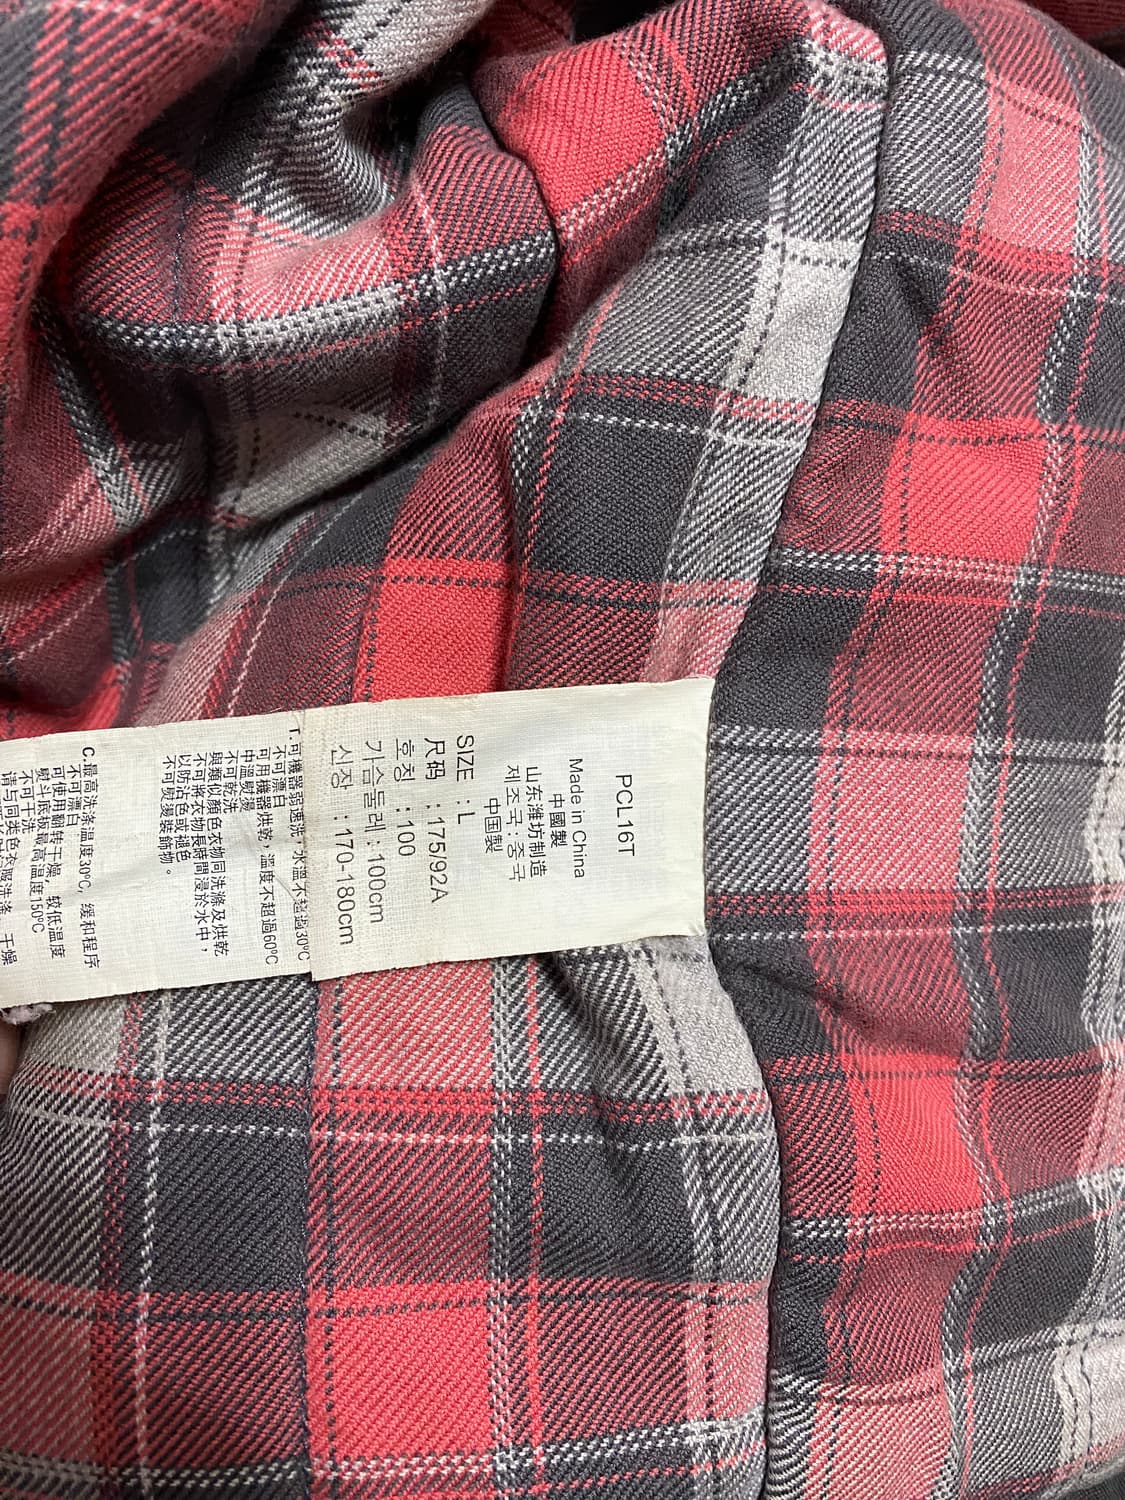 PCL16T
Made in China
中國製
山东潍坊制造
제조국:중국
中国製
SIZE : L
尺码 : 175/92A
호칭 : 100
가슴둘레 : 100cm
신장 : 170-180cm
T.可機器弱速洗，水溫不超過30°C
不可漂白
可用機器烘乾，溫度不超過60°C
中溫熨燙
不可乾洗
與類似顏色衣物同洗滌及烘乾
不可將衣物長時間浸於水中，
以防沾色或褪色
不可熨燙裝飾物。
C.最高洗涤温度30°C，缓和程序
不可漂白
可使用翻转干燥，较低温度
熨斗底板最高温度150°C
不可干洗
请与同类色衣服洗涤、干燥